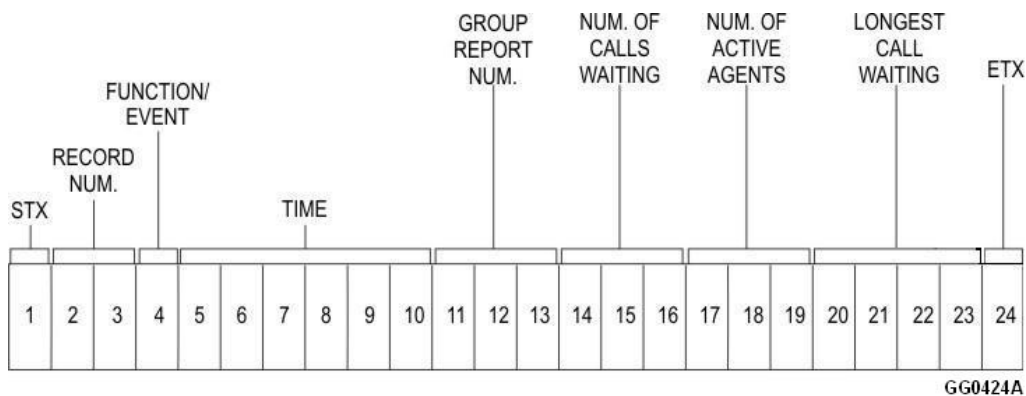 GROUP
REPORT
NUM.
NUM. OF
CALLS
WAITING
NUM. OF
ACTIVE
AGENTS
LONGEST
CALL
WAITING
ETX
FUNCTION/
EVENT
RECORD
NUM.
STX
TIME
1 2 3 4 5 6 7 8 9 10 11 12 13 14 15 16 17 18 19 20 21 22 23 24
GG0424A